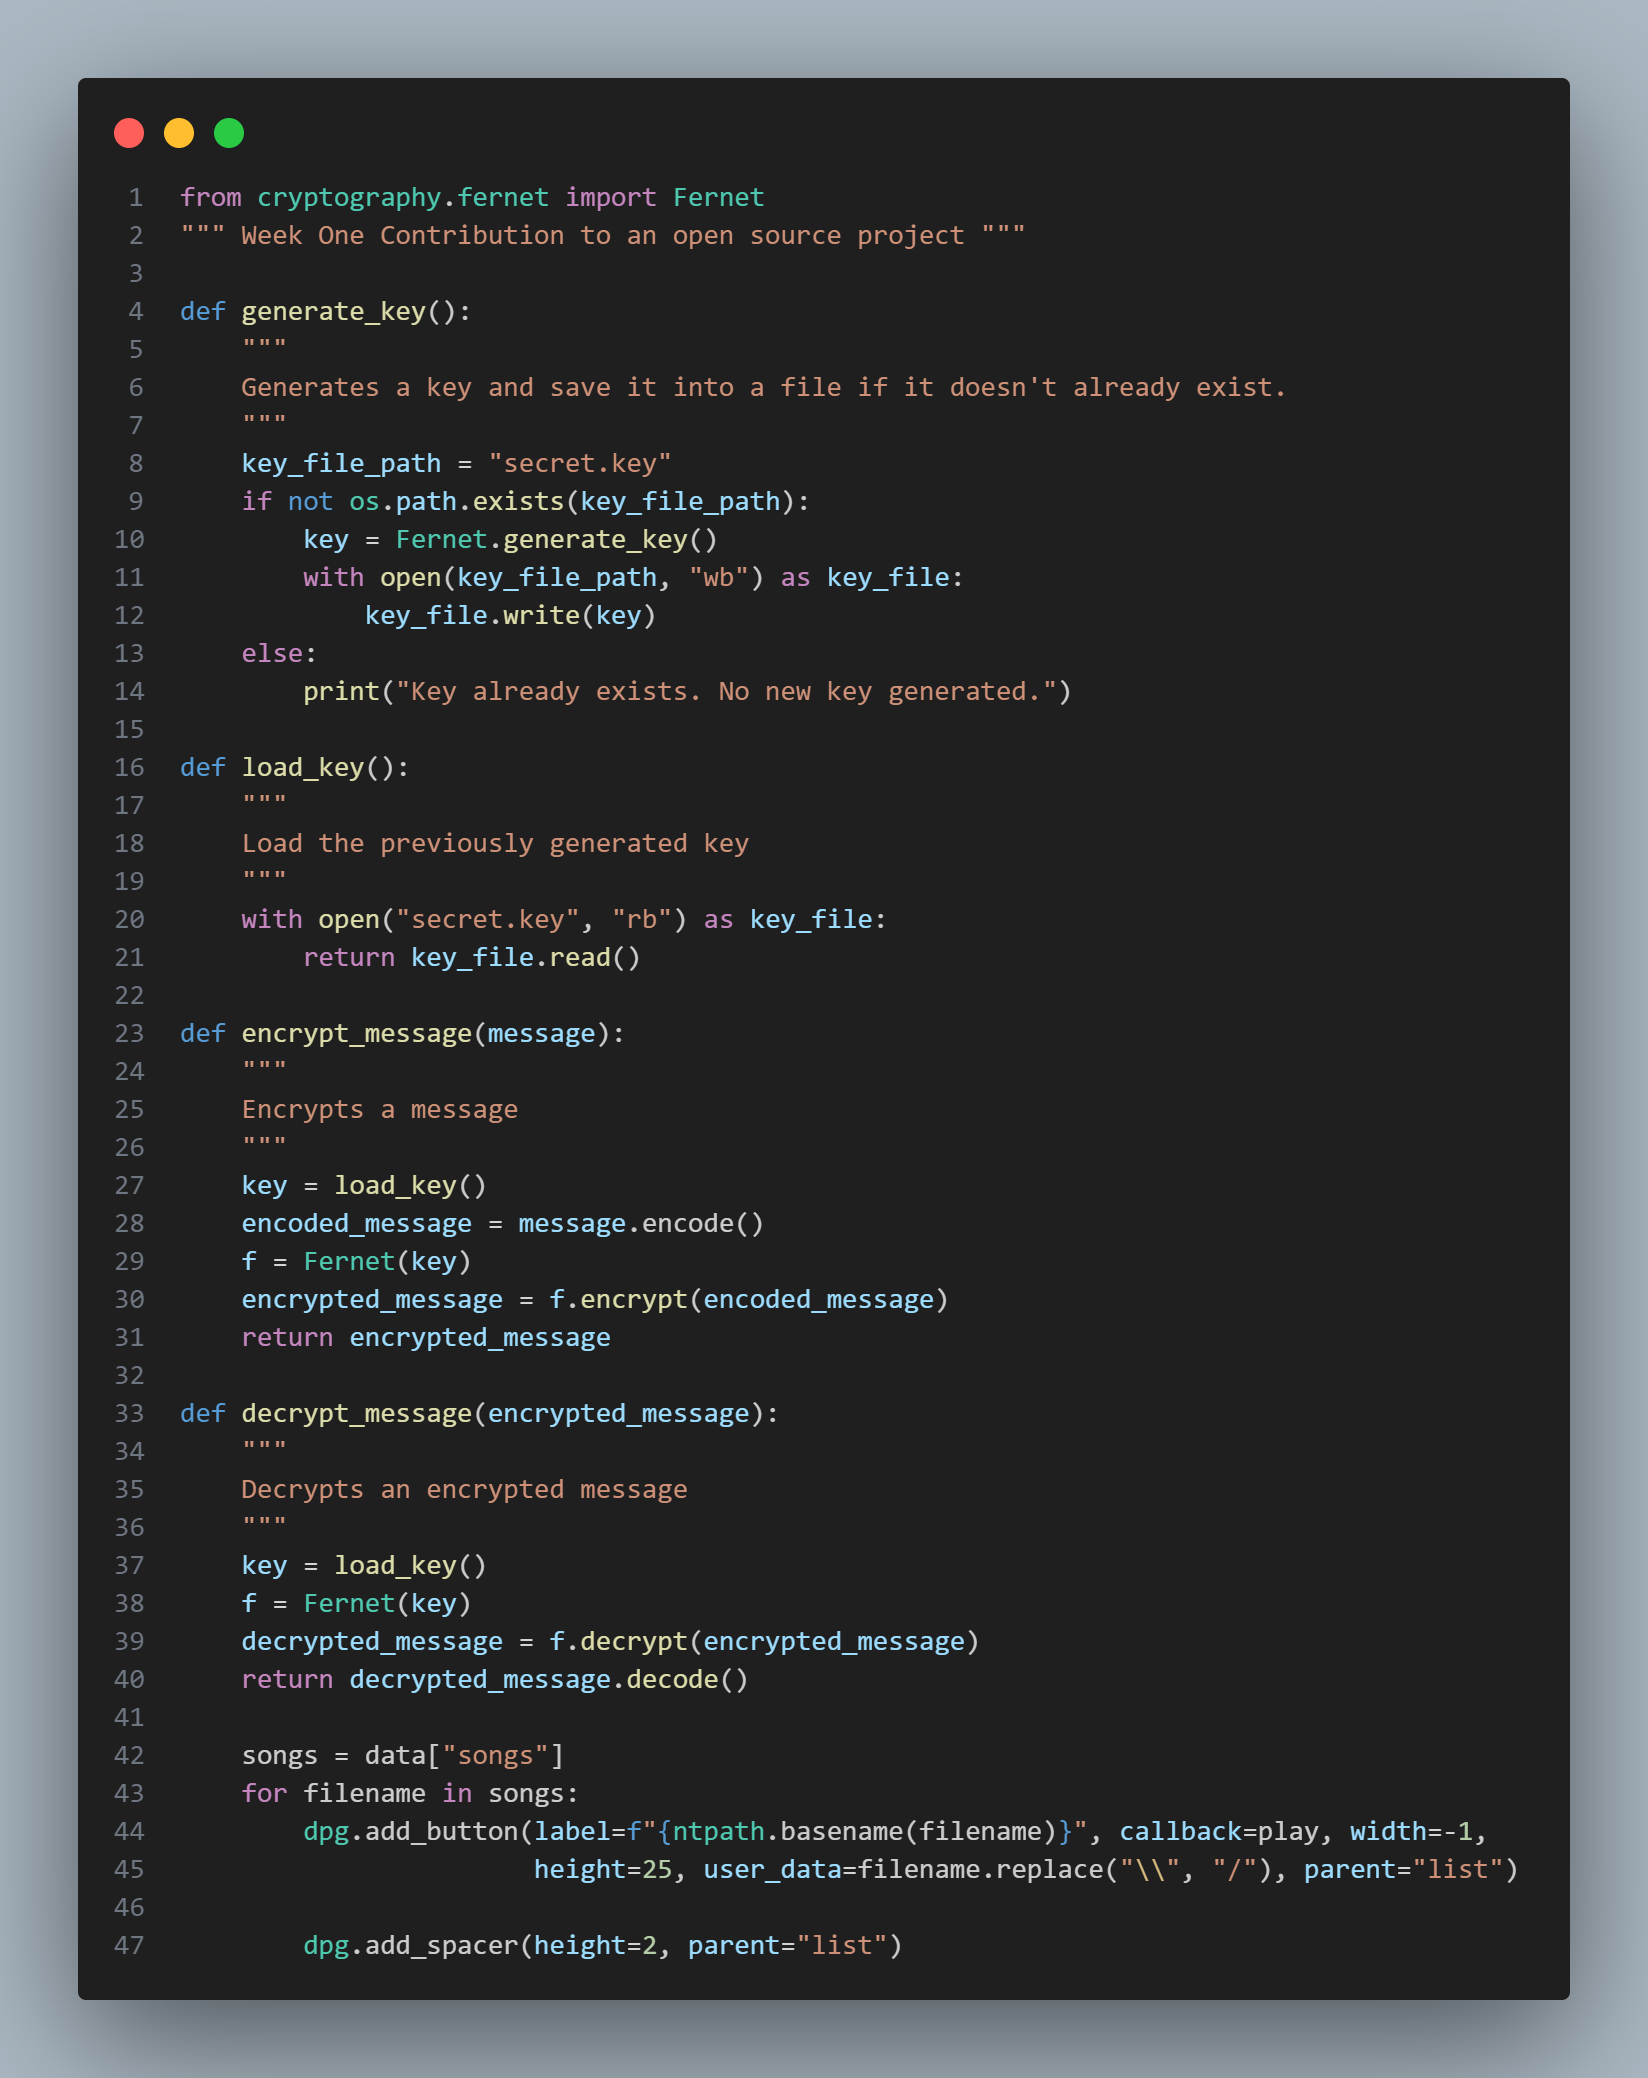 1 from cryptography.fernet import Fernet
2 """ Week One Contribution to an open source project """
3
4 def generate_key():
5     """
6     Generates a key and save it into a file if it doesn't already exist.
7     """
8     key_file_path = "secret.key"
9     if not os.path.exists(key_file_path):
10         key = Fernet.generate_key()
11         with open(key_file_path, "wb") as key_file:
12             key_file.write(key)
13     else:
14         print("Key already exists. No new key generated.")
15
16 def load_key():
17     """
18     Load the previously generated key
19     """
20     with open("secret.key", "rb") as key_file:
21         return key_file.read()
22
23 def encrypt_message(message):
24     """
25     Encrypts a message
26     """
27     key = load_key()
28     encoded_message = message.encode()
29     f = Fernet(key)
30     encrypted_message = f.encrypt(encoded_message)
31     return encrypted_message
32
33 def decrypt_message(encrypted_message):
34     """
35     Decrypts an encrypted message
36     """
37     key = load_key()
38     f = Fernet(key)
39     decrypted_message = f.decrypt(encrypted_message)
40     return decrypted_message.decode()
41
42     songs = data["songs"]
43     for filename in songs:
44         dpg.add_button(label=f"{ntpath.basename(filename)}", callback=play, width=-1,
45                        height=25, user_data=filename.replace("\\", "/"), parent="list")
46
47         dpg.add_spacer(height=2, parent="list")